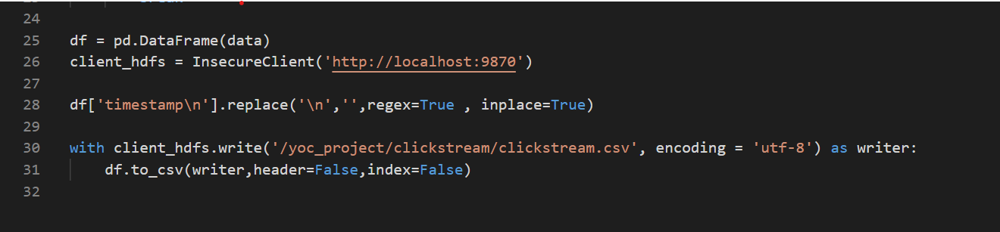 24
25 df = pd.DataFrame(data)
26 client_hdfs = InsecureClient('http://localhost:9870')
27
28 df['timestamp\n'].replace('\n','',regex=True , inplace=True)
29
30 with client_hdfs.write('/yoc_project/clickstream/clickstream.csv', encoding = 'utf-8') as writer:
31     df.to_csv(writer,header=False,index=False)
32